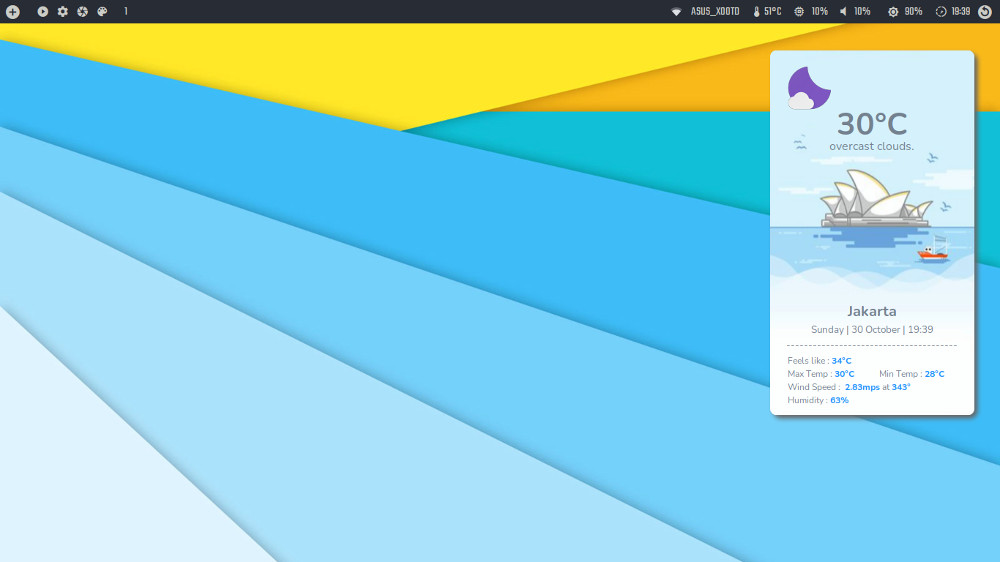 1
ASUS_X00TD 51°C 10% 10% 90% 19:39
30°C
overcast clouds.
Jakarta
Sunday | 30 October | 19:39
Feels like : 34°C
Max Temp : 30°C Min Temp : 28°C
Wind Speed : 2.83mps at 343°
Humidity : 63%